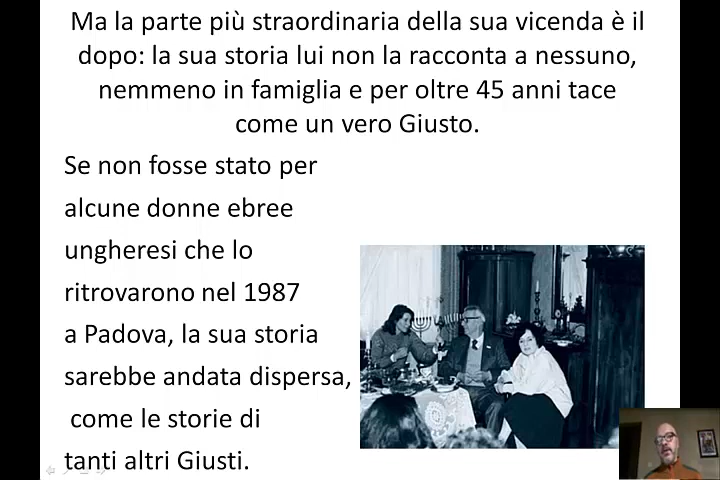 Ma la parte più straordinaria della sua vicenda è il
dopo: la sua storia lui non la racconta a nessuno,
nemmeno in famiglia e per oltre 45 anni tace
come un vero Giusto.
Se non fosse stato per
alcune donne ebree
ungheresi che lo
ritrovarono nel 1987
a Padova, la sua storia
sarebbe andata dispersa,
come le storie di
tanti altri Giusti.